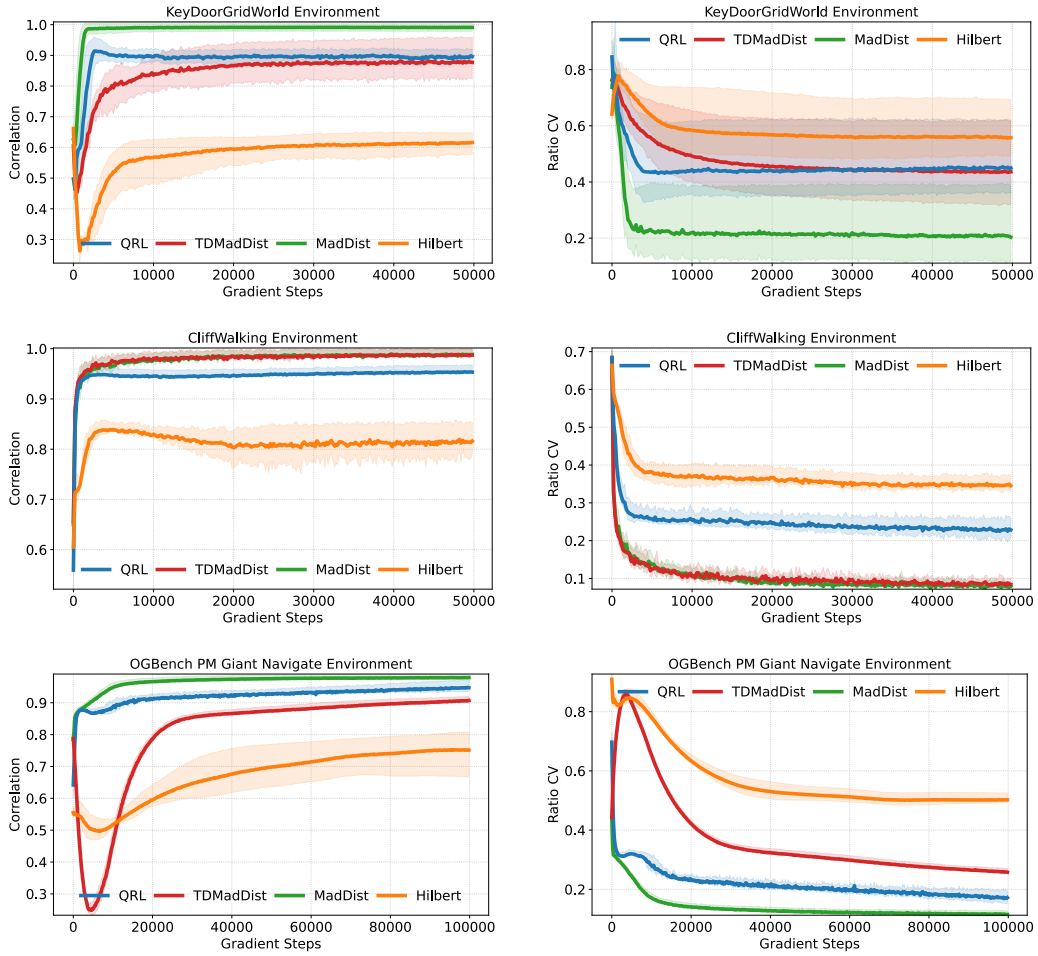 KeyDoorGridWorld Environment
1.0
0.9
0.8
0.7
0.6
0.5
0.4
0.3
Correlation
QRL TDMadDist MadDist Hilbert
0 10000 20000 30000 40000 50000
Gradient Steps
KeyDoorGridWorld Environment
QRL TDMadDist MadDist Hilbert
0.8
0.6
0.4
0.2
Ratio CV
0 10000 20000 30000 40000 50000
Gradient Steps
CliffWalking Environment
1.0
0.9
0.8
0.7
0.6
Correlation
QRL TDMadDist MadDist Hilbert
0 10000 20000 30000 40000 50000
Gradient Steps
CliffWalking Environment
0.7
QRL TDMadDist MadDist Hilbert
0.6
0.5
0.4
0.3
0.2
0.1
Ratio CV
0 10000 20000 30000 40000 50000
Gradient Steps
OGBench PM Giant Navigate Environment
0.9
0.8
0.7
0.6
0.5
0.4
0.3
Correlation
QRL TDMadDist MadDist Hilbert
0 20000 40000 60000 80000 100000
Gradient Steps
OGBench PM Giant Navigate Environment
QRL TDMadDist MadDist Hilbert
0.8
0.6
0.4
0.2
Ratio CV
0 20000 40000 60000 80000 100000
Gradient Steps